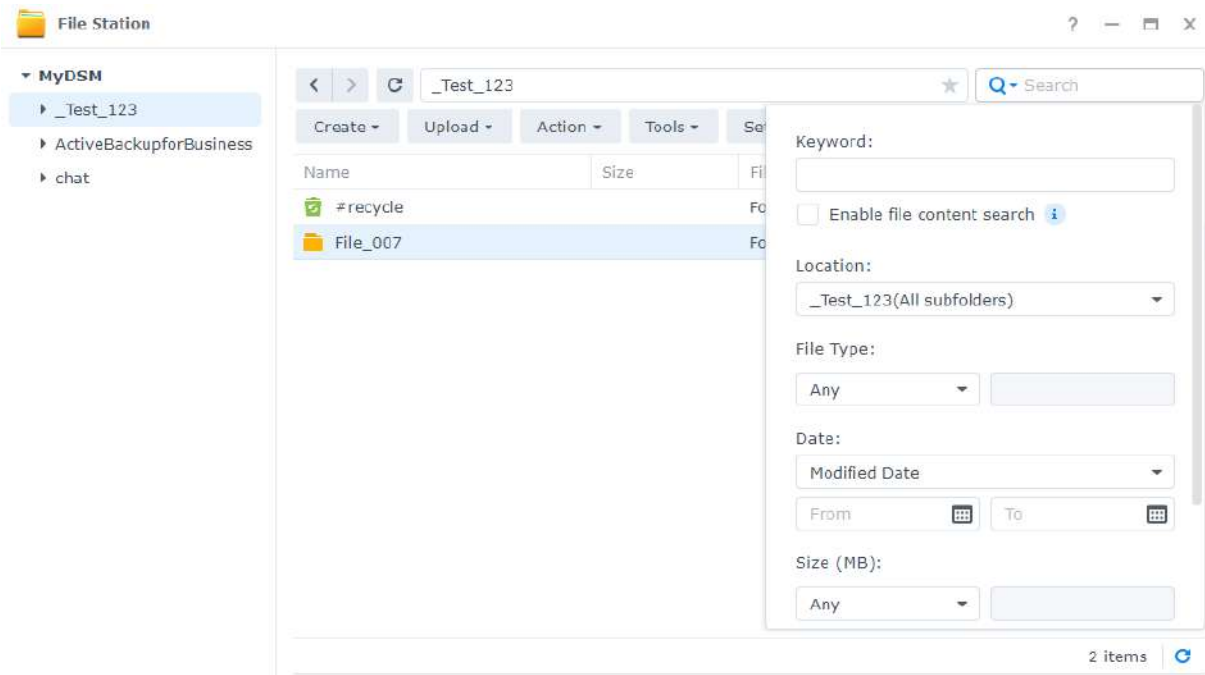 File Station
MyDSM
_Test_123
ActiveBackupforBusiness
chat
_Test_123
Search
Create
Upload
Action
Tools
Name
Size
#recycle
File_007
Keyword:
Enable file content search
Location:
_Test_123(All subfolders)
File Type:
Any
Date:
Modified Date
From
To
Size (MB):
Any
2 items